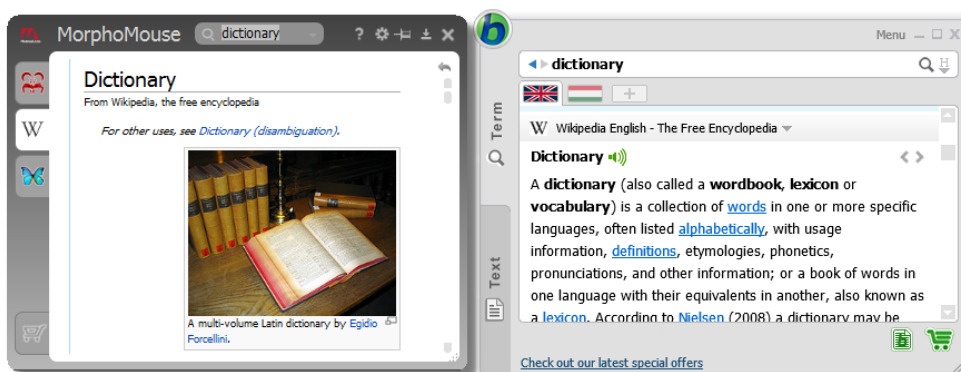 MorphoMouse
dictionary
?
Dictionary
From Wikipedia, the free encyclopedia
For other uses, see Dictionary (disambiguation).
W
A multi-volume Latin dictionary by Egidio
Forcellini.
b
Menu
dictionary
H
Term
Text
+
W Wikipedia English - The Free Encyclopedia
Dictionary
A dictionary (also called a wordbook, lexicon or
vocabulary) is a collection of words in one or more specific
languages, often listed alphabetically, with usage
information, definitions, etymologies, phonetics,
pronunciations, and other information; or a book of words in
one language with their equivalents in another, also known as
a lexicon. According to Nielsen (2008) a dictionary may be
Check out our latest special offers